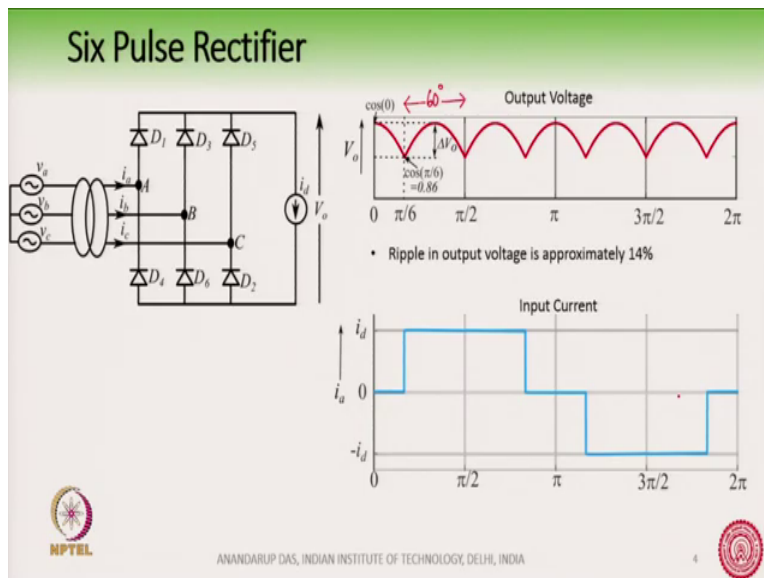 Six Pulse Rectifier
D1
D3
D5
va
vb
vc
ia
ib
ic
A
B
C
id
Vo
D4
D6
D2
cos(0)
60°
Output Voltage
Vo
ΔVo
cos(π/6)
=0.86
0 π/6 π/2 π 3π/2 2π
• Ripple in output voltage is approximately 14%
Input Current
id
ia 0
-id
0 π/2 π 3π/2 2π
NPTEL
ANANDARUP DAS, INDIAN INSTITUTE OF TECHNOLOGY, DELHI, INDIA
4